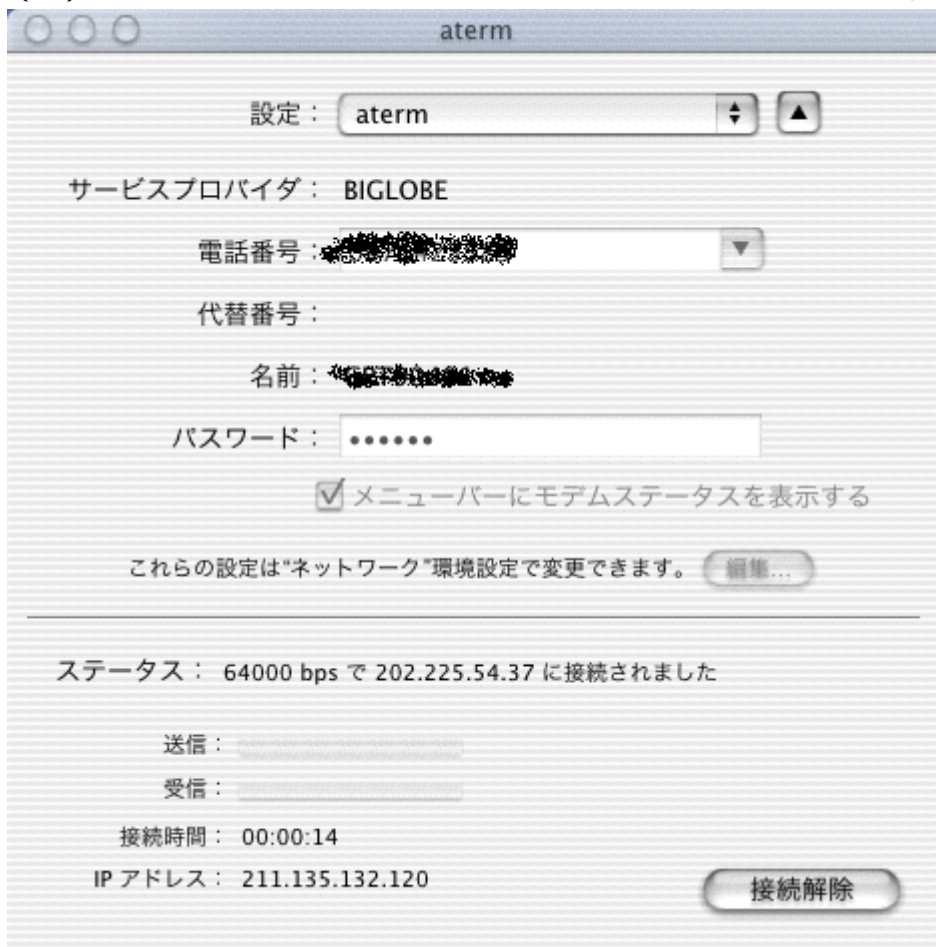 aterm
設定： aterm
サービスプロバイダ： BIGLOBE
電話番号：
代替番号：
名前：
パスワード： ••••••
メニューバーにモデムステータスを表示する
これらの設定は“ネットワーク”環境設定で変更できます。 編集...
ステータス： 64000 bps で 202.225.54.37 に接続されました
送信：
受信：
接続時間： 00:00:14
IP アドレス： 211.135.132.120
接続解除